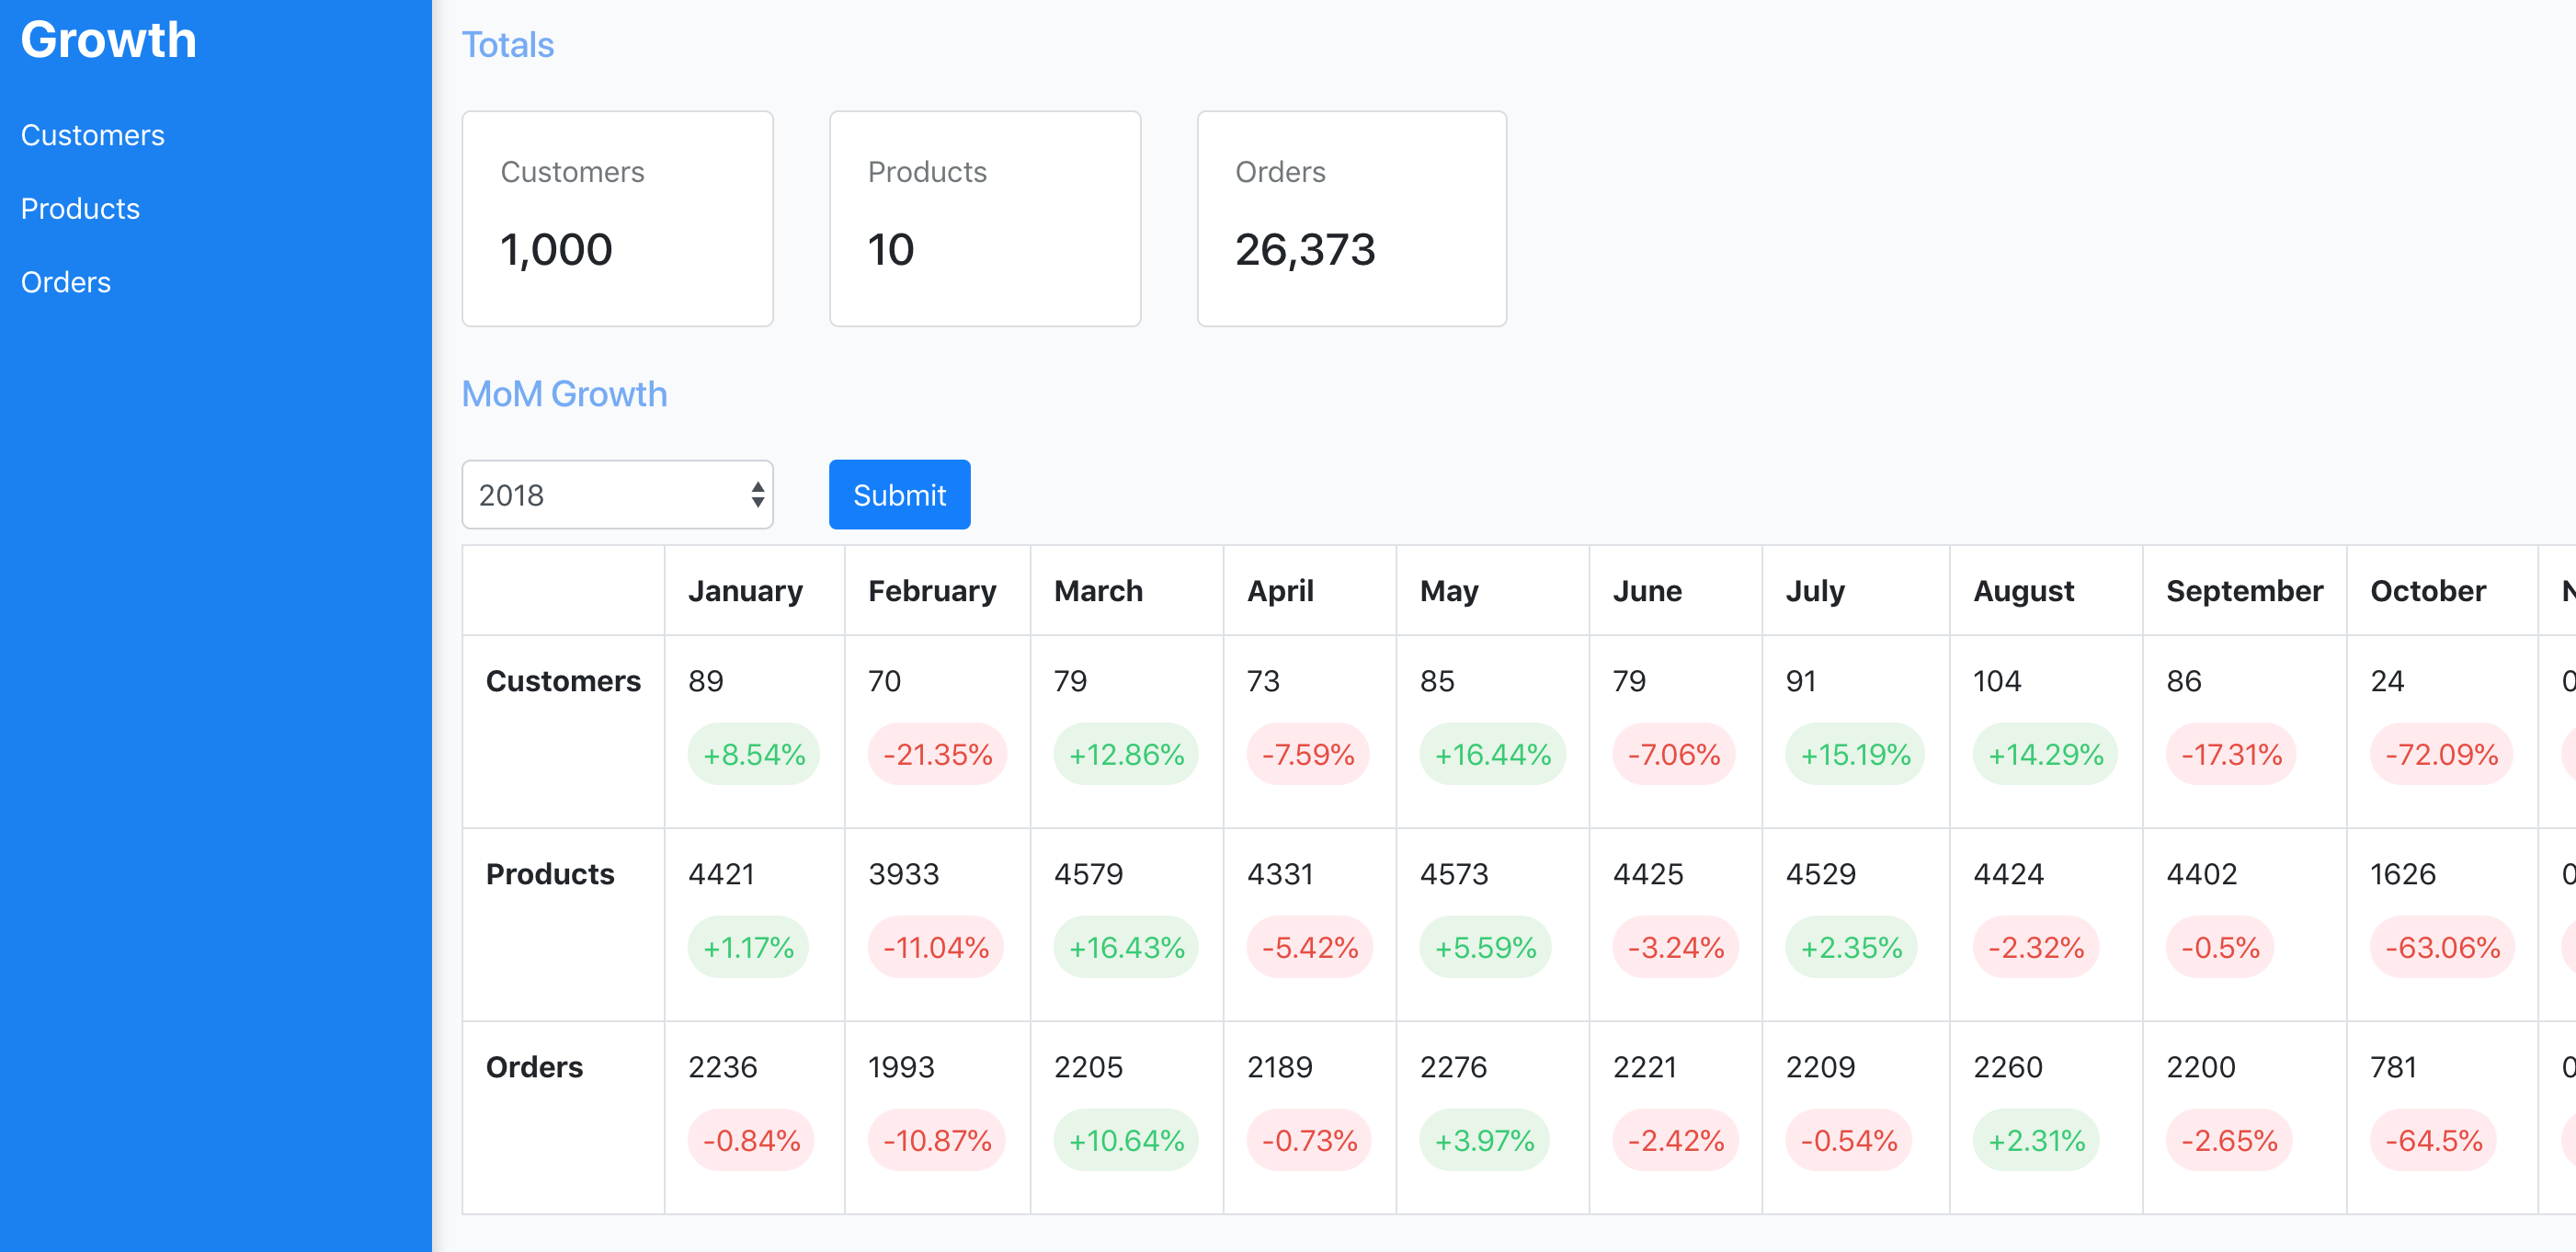 Growth
Customers
Products
Orders
Totals
Customers Products Orders
1,000 10 26,373
MoM Growth
2018 Submit
January February March April May June July August September October
Customers 89 70 79 73 85 79 91 104 86 24
+8.54% -21.35% +12.86% -7.59% +16.44% -7.06% +15.19% +14.29% -17.31% -72.09%
Products 4421 3933 4579 4331 4573 4425 4529 4424 4402 1626
+1.17% -11.04% +16.43% -5.42% +5.59% -3.24% +2.35% -2.32% -0.5% -63.06%
Orders 2236 1993 2205 2189 2276 2221 2209 2260 2200 781
-0.84% -10.87% +10.64% -0.73% +3.97% -2.42% -0.54% +2.31% -2.65% -64.5%